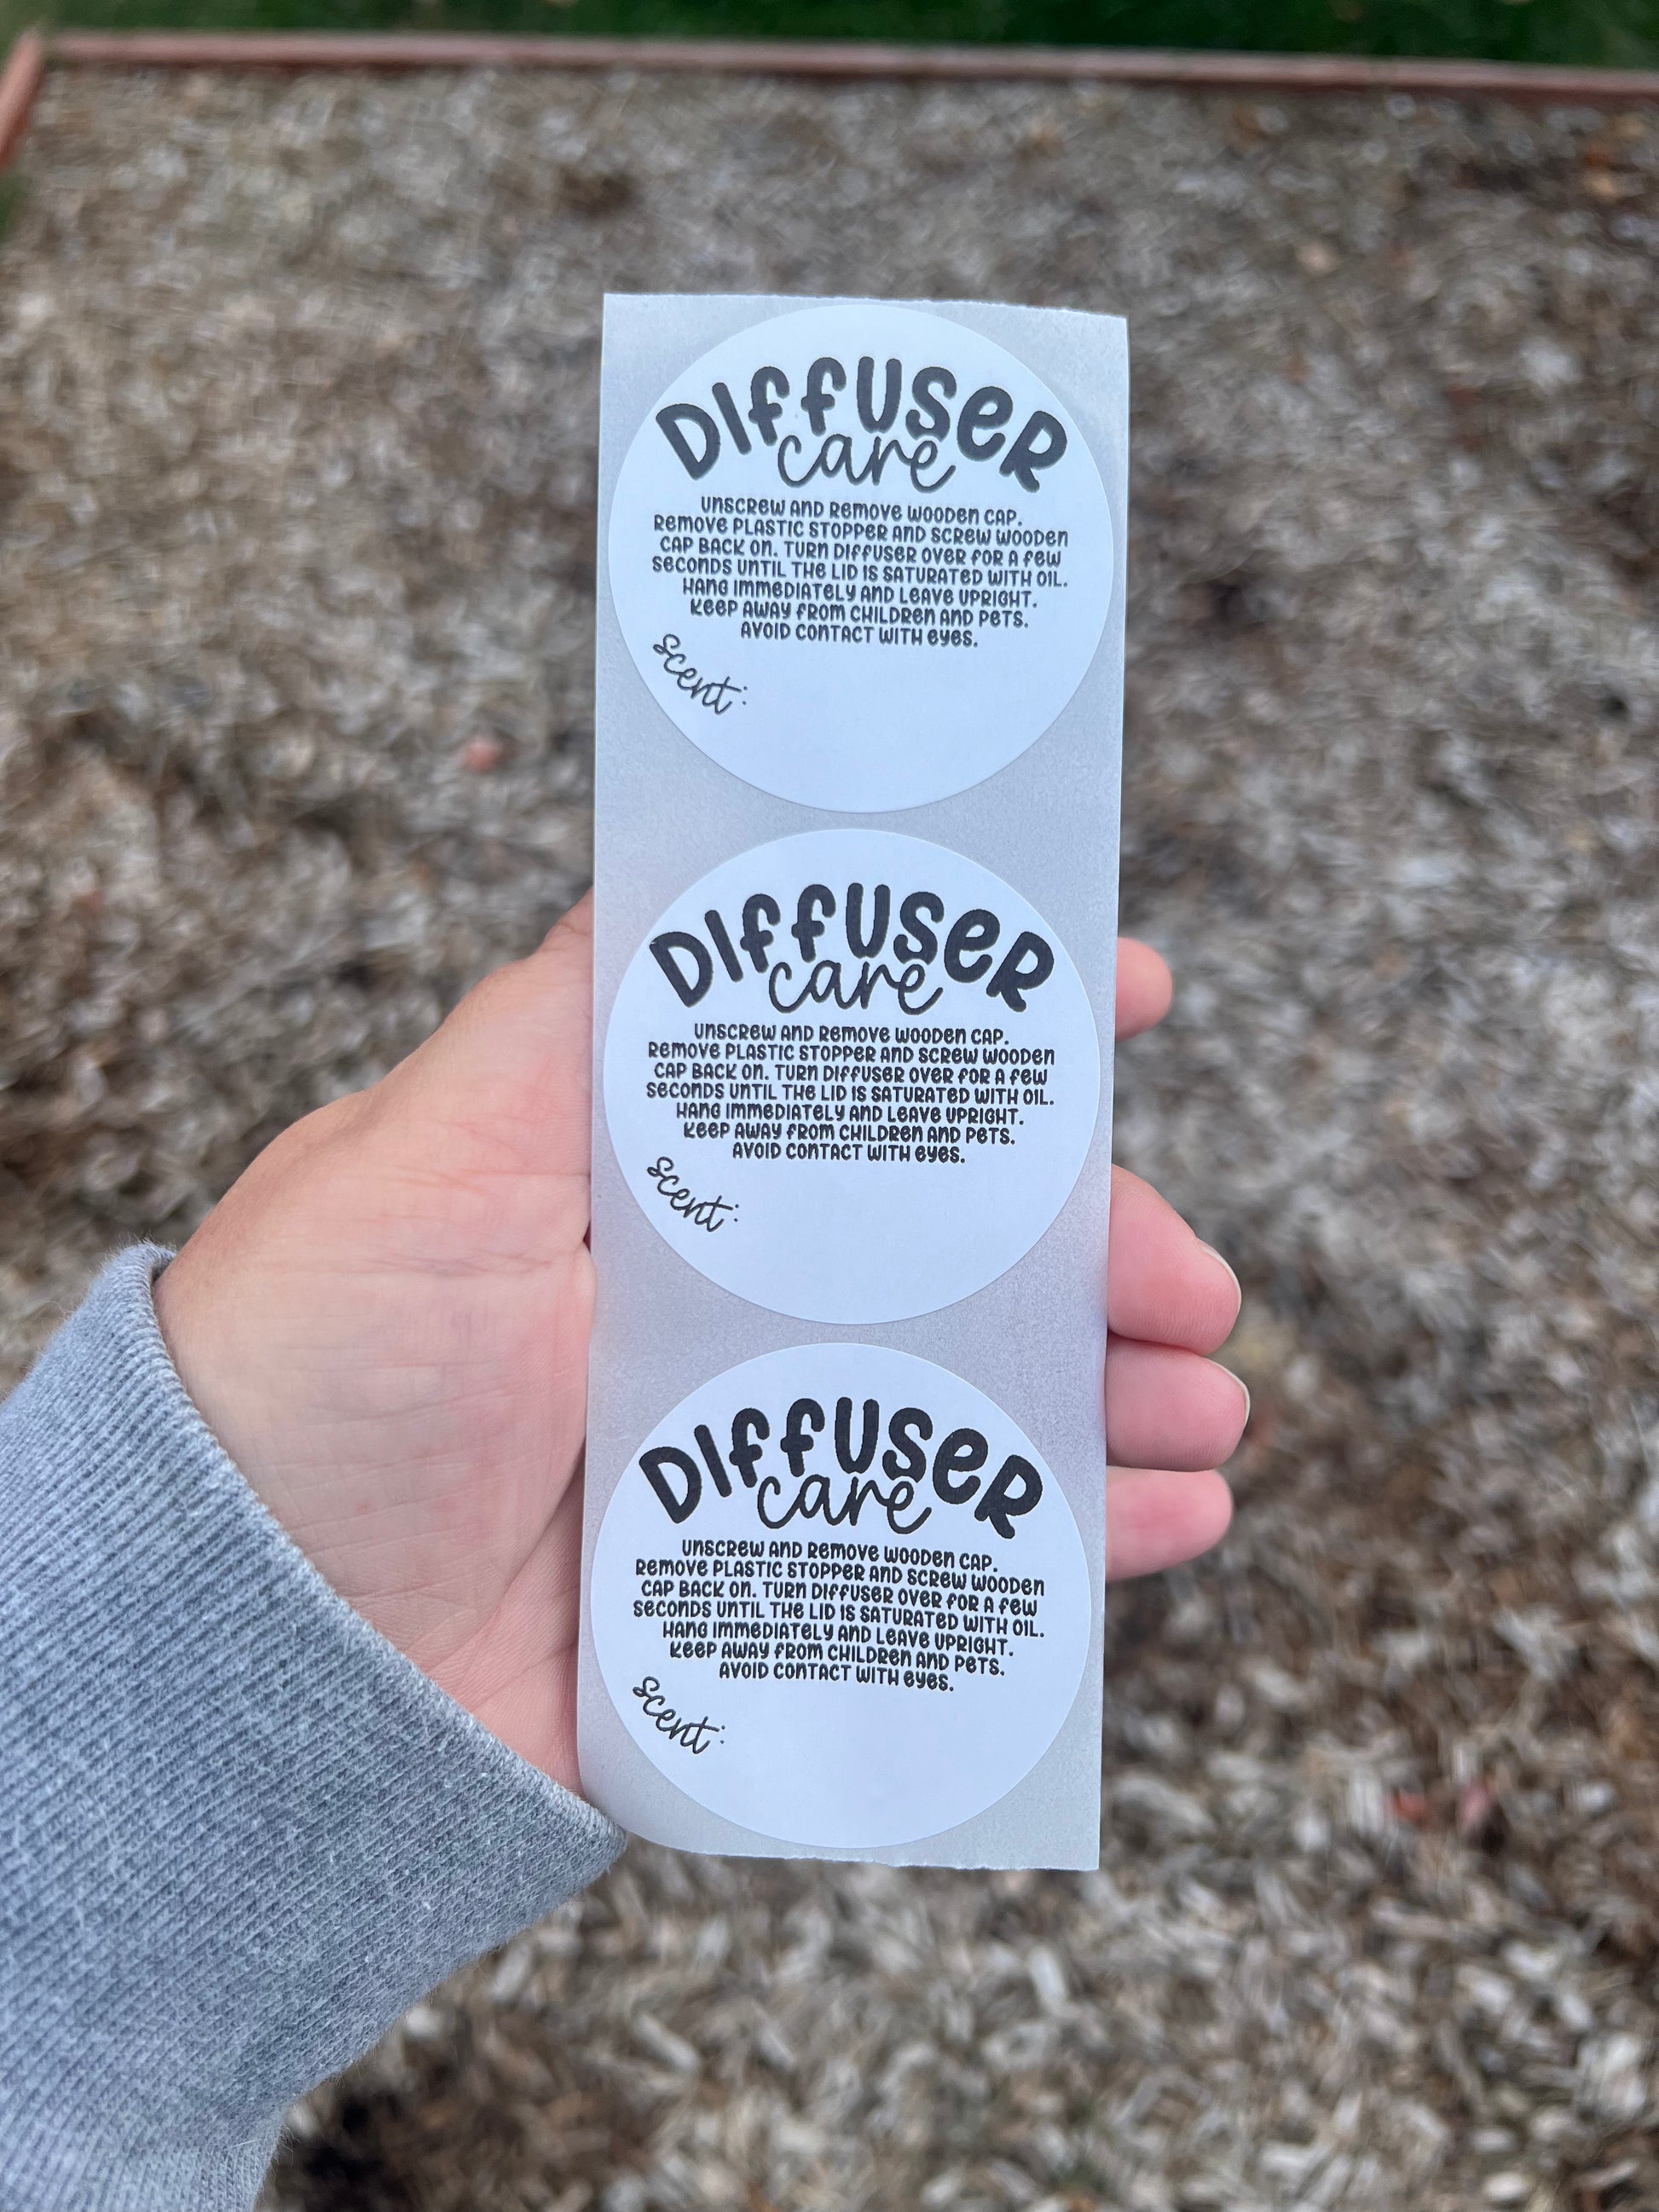 DIFFUSER
care
UNSCREW AND REMOVE WOODEN CAP.
REMOVE PLASTIC STOPPER AND SCREW WOODEN
CAP BACK ON. TURN DIFFUSER OVER FOR A FEW
SECONDS UNTIL THE LID IS SATURATED WITH OIL.
HANG IMMEDIATELY AND LEAVE UPRIGHT.
KEEP AWAY FROM CHILDREN AND PETS.
AVOID CONTACT WITH EYES.
scent:
DIFFUSER
care
UNSCREW AND REMOVE WOODEN CAP.
REMOVE PLASTIC STOPPER AND SCREW WOODEN
CAP BACK ON. TURN DIFFUSER OVER FOR A FEW
SECONDS UNTIL THE LID IS SATURATED WITH OIL.
HANG IMMEDIATELY AND LEAVE UPRIGHT.
KEEP AWAY FROM CHILDREN AND PETS.
AVOID CONTACT WITH EYES.
scent:
DIFFUSER
care
UNSCREW AND REMOVE WOODEN CAP.
REMOVE PLASTIC STOPPER AND SCREW WOODEN
CAP BACK ON. TURN DIFFUSER OVER FOR A FEW
SECONDS UNTIL THE LID IS SATURATED WITH OIL.
HANG IMMEDIATELY AND LEAVE UPRIGHT.
KEEP AWAY FROM CHILDREN AND PETS.
AVOID CONTACT WITH EYES.
scent: